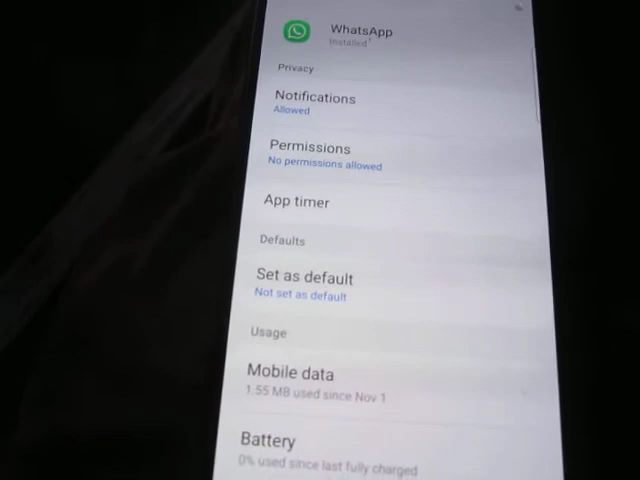 WhatsApp
Installed
Privacy
Notifications
Allowed
Permissions
No permissions allowed
App timer
Defaults
Set as default
Not set as default
Usage
Mobile data
1.55 MB used since Nov 1
Battery
0% used since last fully charged